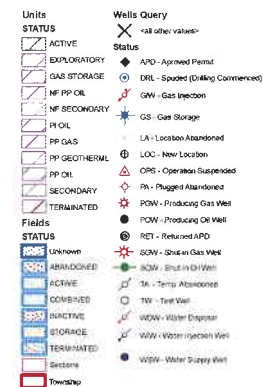 Units
STATUS
ACTIVE
EXPLORATORY
GAS STORAGE
NF PP OIL
NF SECONDARY
PI OIL
PP GAS
PP GEOTHERML
PP OIL
SECONDARY
TERMINATED
Fields
STATUS
Unknown
ABANDONED
ACTIVE
COMBINED
INACTIVE
STORAGE
TERMINATED
Sections
Township
Wells Query
<all other values>
Status
APD - Aproved Permit
DRL - Spuded (Drilling Commenced)
GIW - Gas Injection
GS - Gas Storage
LA - Location Abandoned
LOC - New Location
OPS - Operation Suspended
PA - Plugged Abandoned
PGW - Producing Gas Well
POW - Producing Oil Well
RET - Returned APD
SGW - Shut-in Gas Well
SOW - Shut-in Oil Well
TA - Temp. Abandoned
TW - Test Well
WDW - Water Disposal
WIW - Water Injection Well
WSW - Water Supply Well